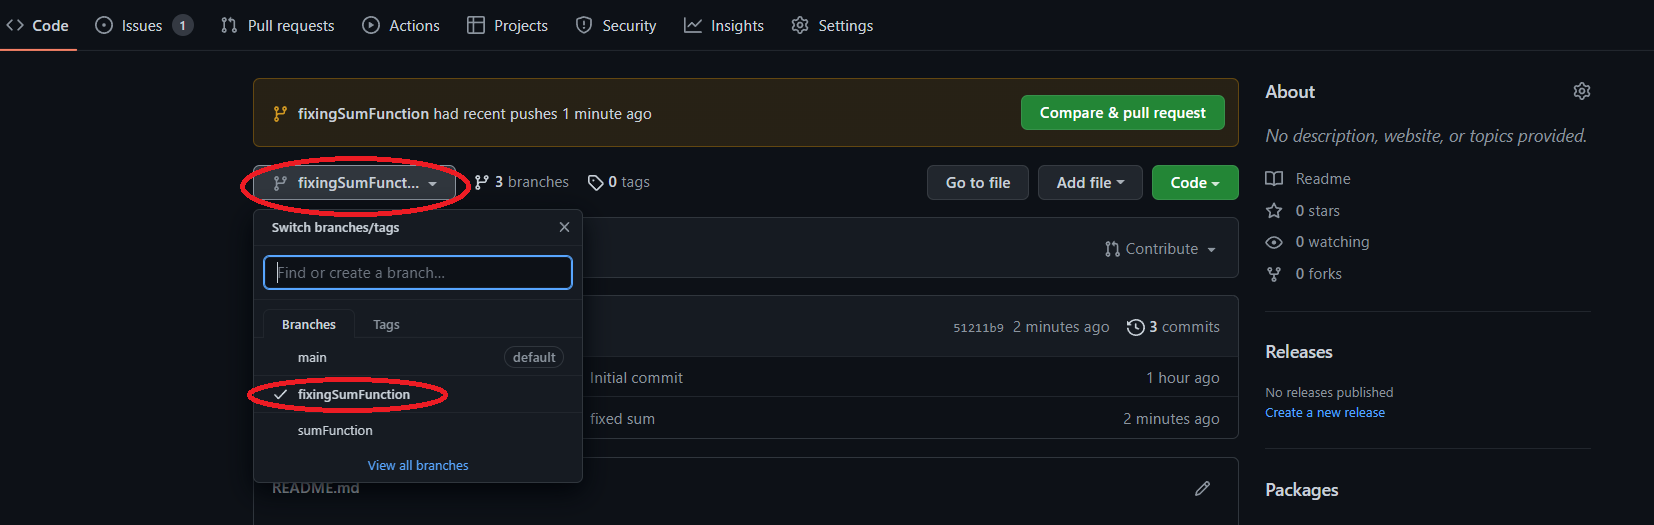 Code
Issues 1
Pull requests
Actions
Projects
Security
Insights
Settings
fixingSumFunction had recent pushes 1 minute ago
Compare & pull request
fixingSumFunct...
3 branches
0 tags
Go to file
Add file
Code
Switch branches/tags
Find or create a branch...
Branches
Tags
main
default
fixingSumFunction
sumFunction
View all branches
Contribute
51211b9 2 minutes ago
3 commits
Initial commit
1 hour ago
fixed sum
2 minutes ago
README.md
About
No description, website, or topics provided.
Readme
0 stars
0 watching
0 forks
Releases
No releases published
Create a new release
Packages